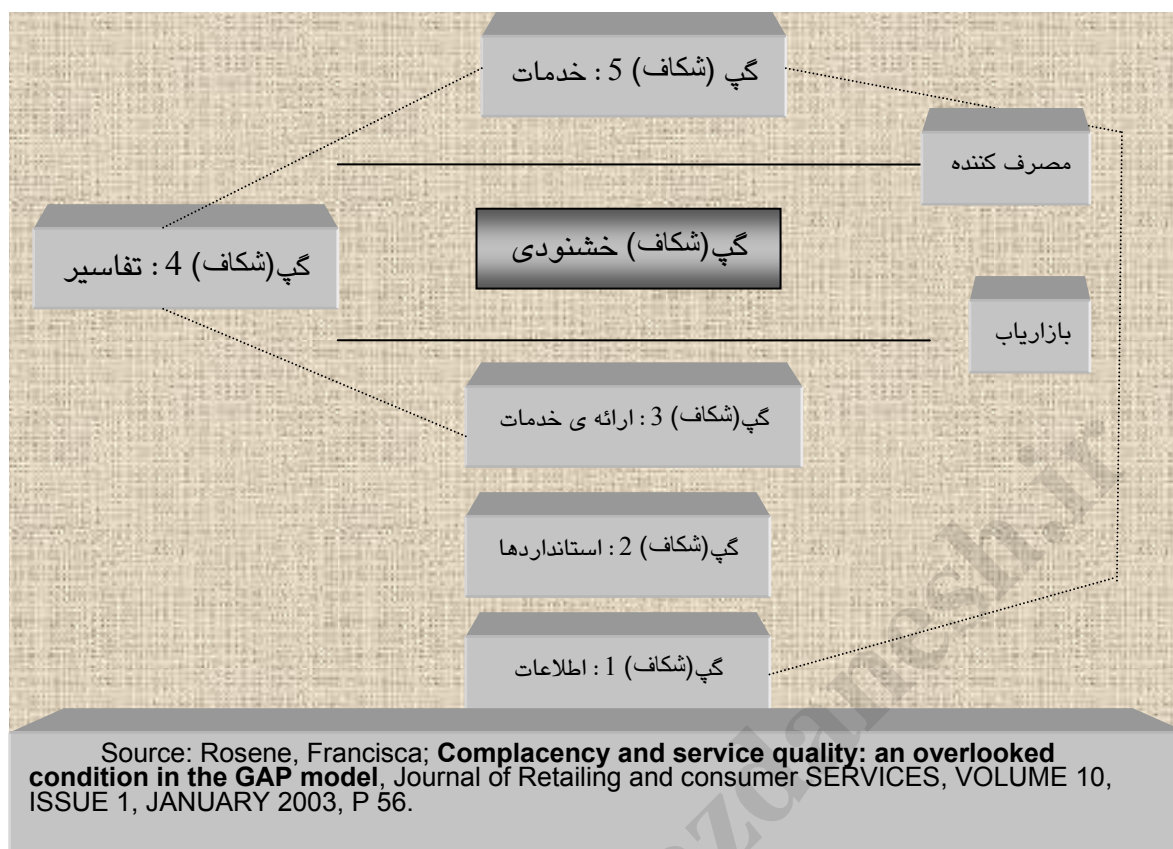 گپ (شکاف) 5 : خدمات
مصرف کننده
گپ(شکاف) خشنودی
گپ(شکاف) 4 : تفاسیر
بازاریاب
گپ(شکاف) 3 : ارائه ی خدمات
گپ(شکاف) 2 : استانداردها
گپ(شکاف) 1 : اطلاعات
Source: Rosene, Francisca; Complacency and service quality: an overlooked
condition in the GAP model, Journal of Retailing and consumer SERVICES, VOLUME 10,
ISSUE 1, JANUARY 2003, P 56.